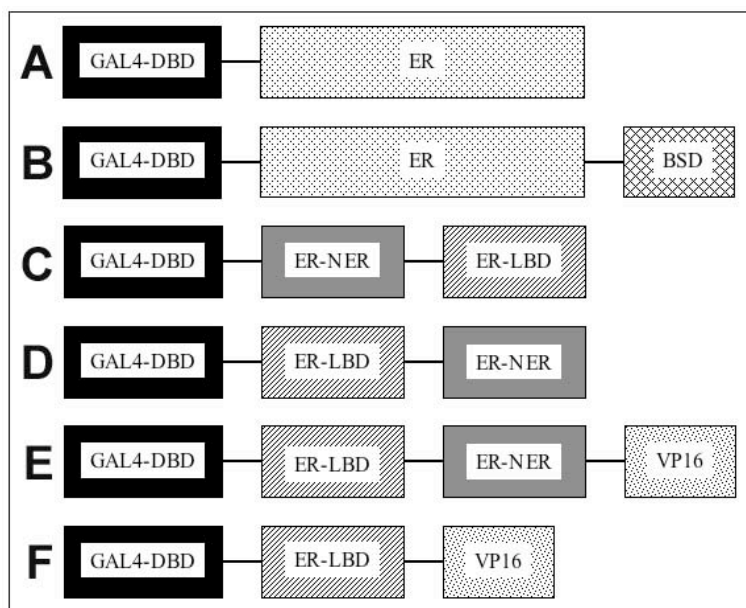 A GAL4-DBD ER
B GAL4-DBD ER BSD
C GAL4-DBD ER-NER ER-LBD
D GAL4-DBD ER-LBD ER-NER
E GAL4-DBD ER-LBD ER-NER VP16
F GAL4-DBD ER-LBD VP16